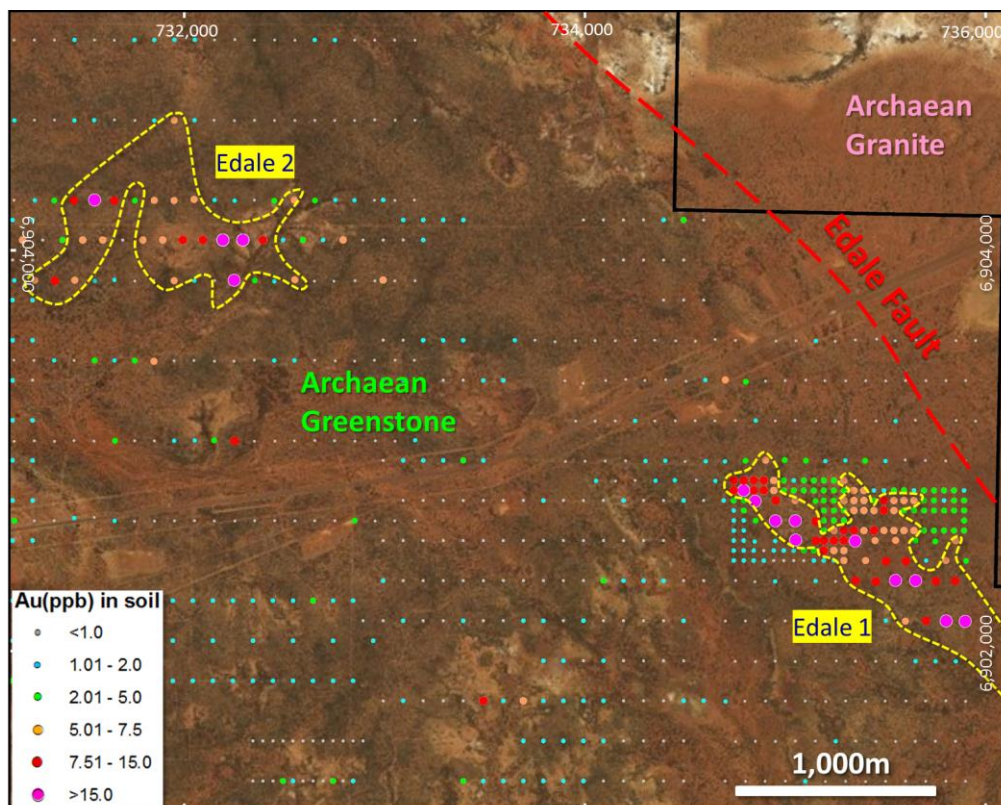 732,000
734,000
736,000
Archaean
Granite
Edale 2
6,904,000
6,904,000
Edale Fault
Archaean
Greenstone
Au(ppb) in soil
<1.0
1.01 - 2.0
2.01 - 5.0
5.01 - 7.5
7.51 - 15.0
>15.0
Edale 1
6,902,000
1,000m